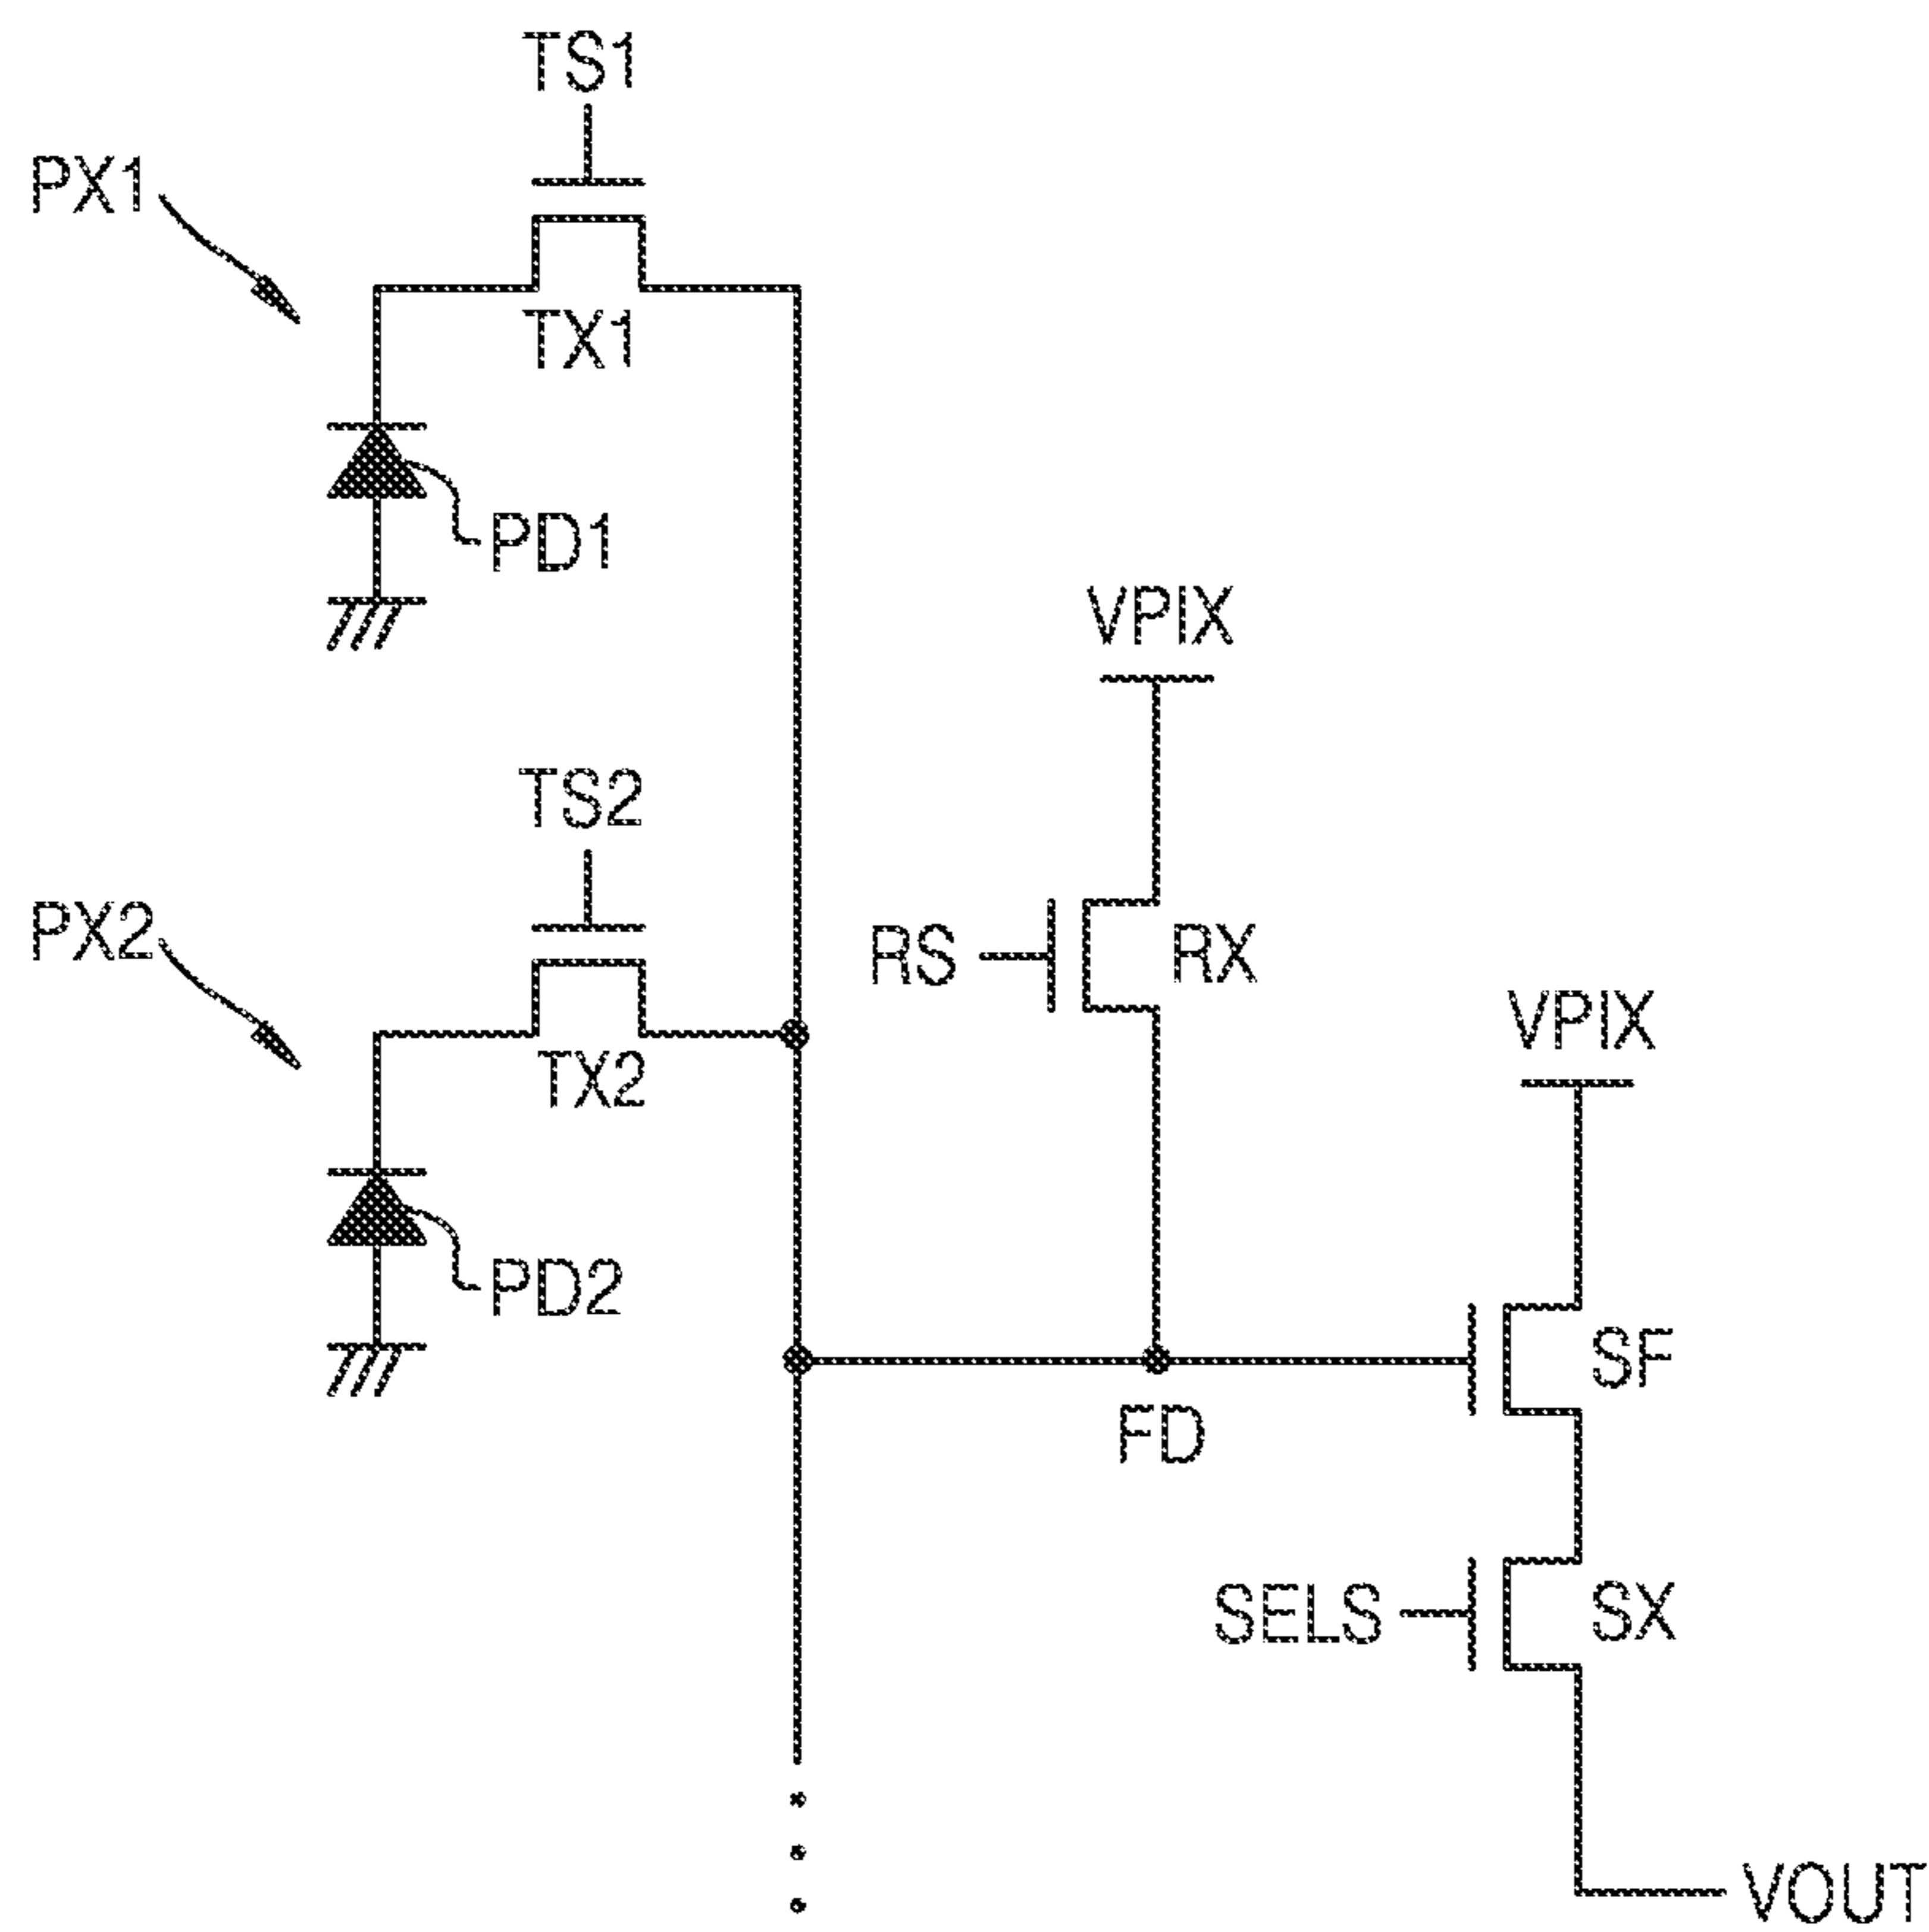 TS1
PX1
TX1
PD1
VPIX
TS2
PX2
RS
RX
VPIX
TX2
PD2
SF
FD
SELS
SX
VOUT